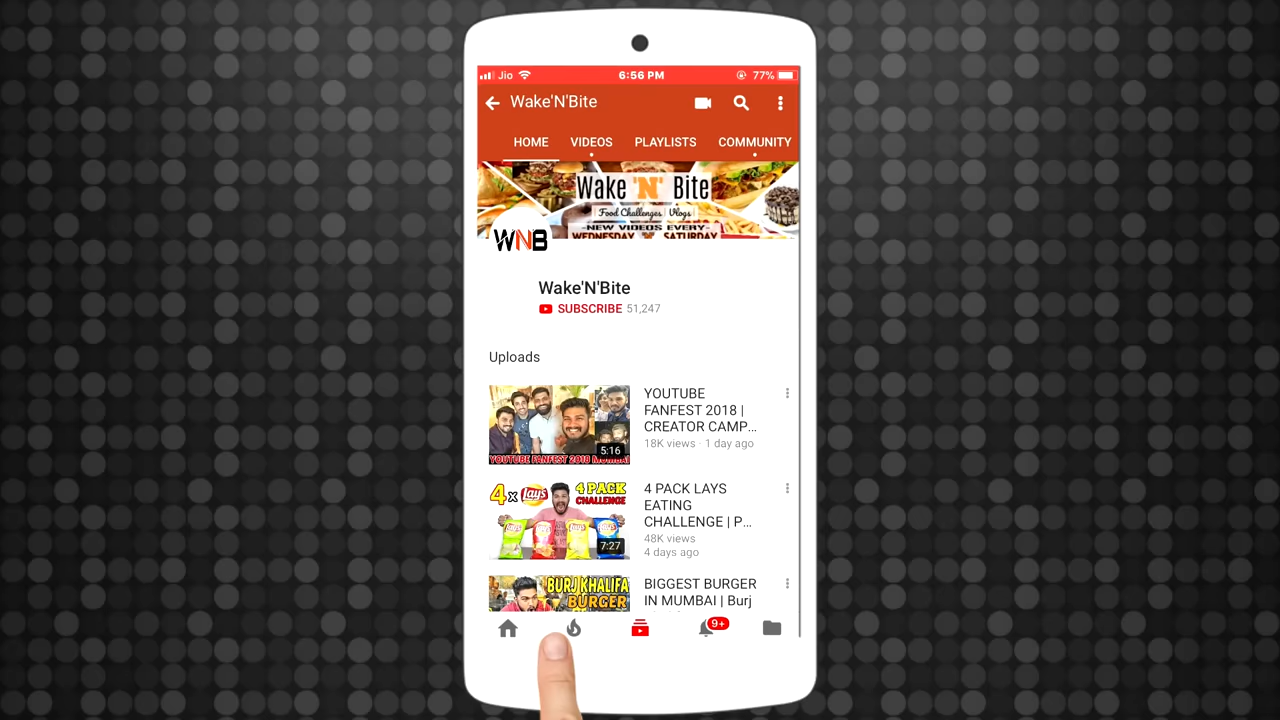 Jio 6:56 PM 77%
Wake'N'Bite
HOME VIDEOS PLAYLISTS COMMUNITY
Wake 'N' Bite
Food Challenges | Vlogs
-NEW VIDEOS EVERY-
WEDNESDAY SATURDAY
WNB
Wake'N'Bite
SUBSCRIBE 51,247
Uploads
YOUTUBE
FANFEST 2018 |
CREATOR CAMP...
18K views · 1 day ago
5:16
YOUTUBE FANFEST 2018 MUMBAI
4 x Lays 4 PACK
CHALLENGE
7:27
4 PACK LAYS
EATING
CHALLENGE | P...
48K views
4 days ago
BURJ KHALIFA
BURGER
BIGGEST BURGER
IN MUMBAI | Burj
9+